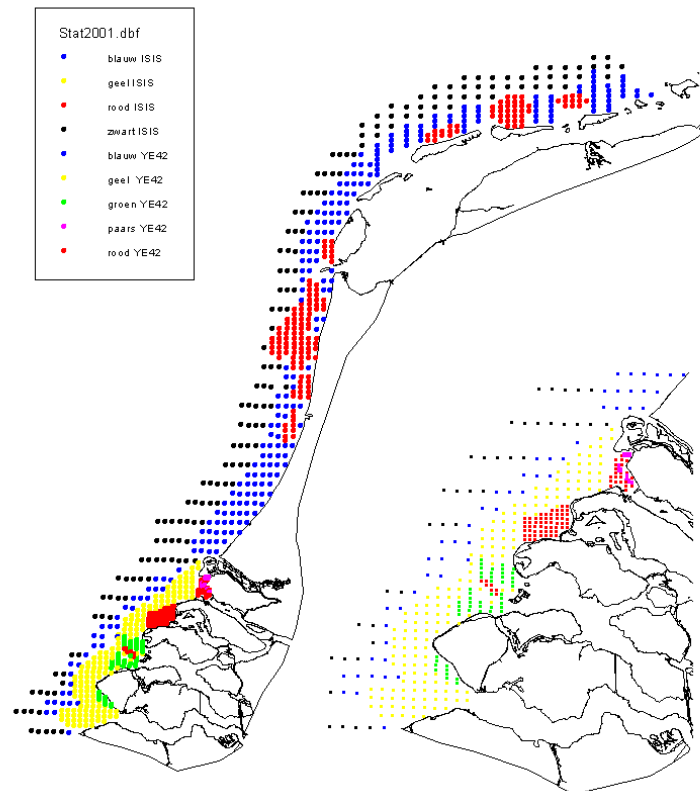 Stat2001.dbf
blauw ISIS
geel ISIS
rood ISIS
zwart ISIS
blauw YE42
geel YE42
groen YE42
paars YE42
rood YE42